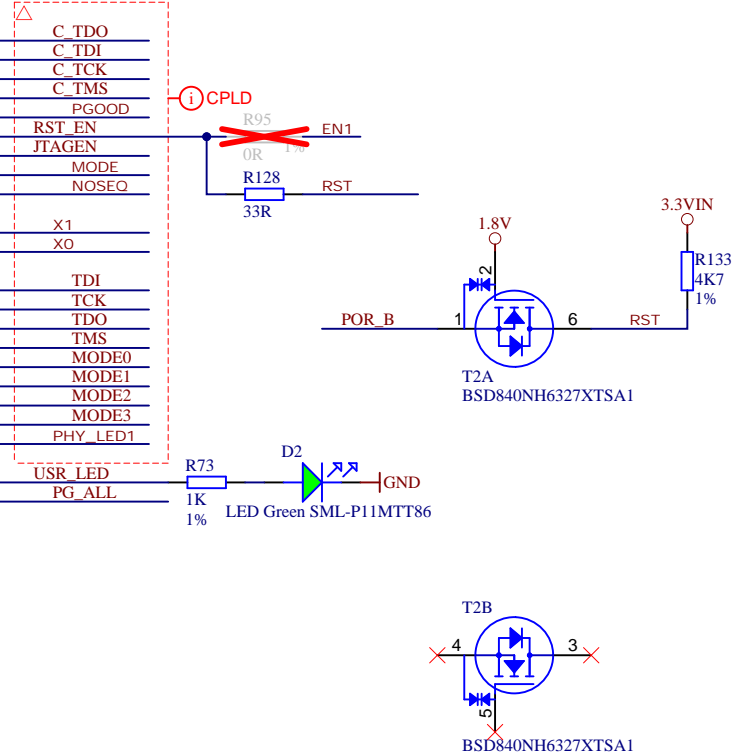 C_TDO
C_TDI
C_TCK
C_TMS
i CPLD
PGOOD
R95
RST_EN
EN1
0R
1%
JTAGEN
MODE
R128
NOSEQ
RST
33R
X1
X0
1.8V
3.3VIN
2
R133
4K7
1%
TDI
TCK
TDO
POR_B
1
6
RST
TMS
MODE0
MODE1
T2A
MODE2
BSD840NH6327XTSA1
MODE3
PHY_LED1
USR_LED
R73
D2
GND
PG_ALL
1K
1%
LED Green SML-P11MTT86
T2B
4
3
5
BSD840NH6327XTSA1